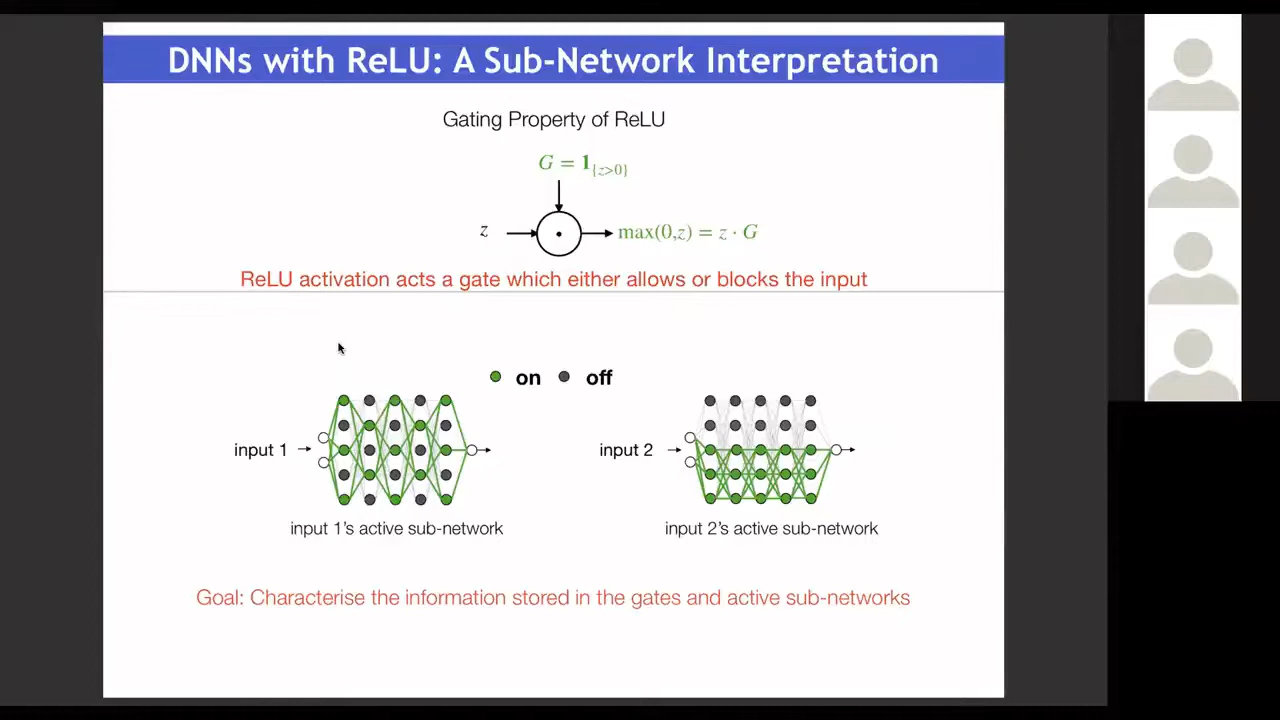 DNNs with ReLU: A Sub-Network Interpretation
Gating Property of ReLU
G = 1_{z>0}
z
max(0,z) = z · G
ReLU activation acts a gate which either allows or blocks the input
on off
input 1
input 2
input 1's active sub-network
input 2's active sub-network
Goal: Characterise the information stored in the gates and active sub-networks